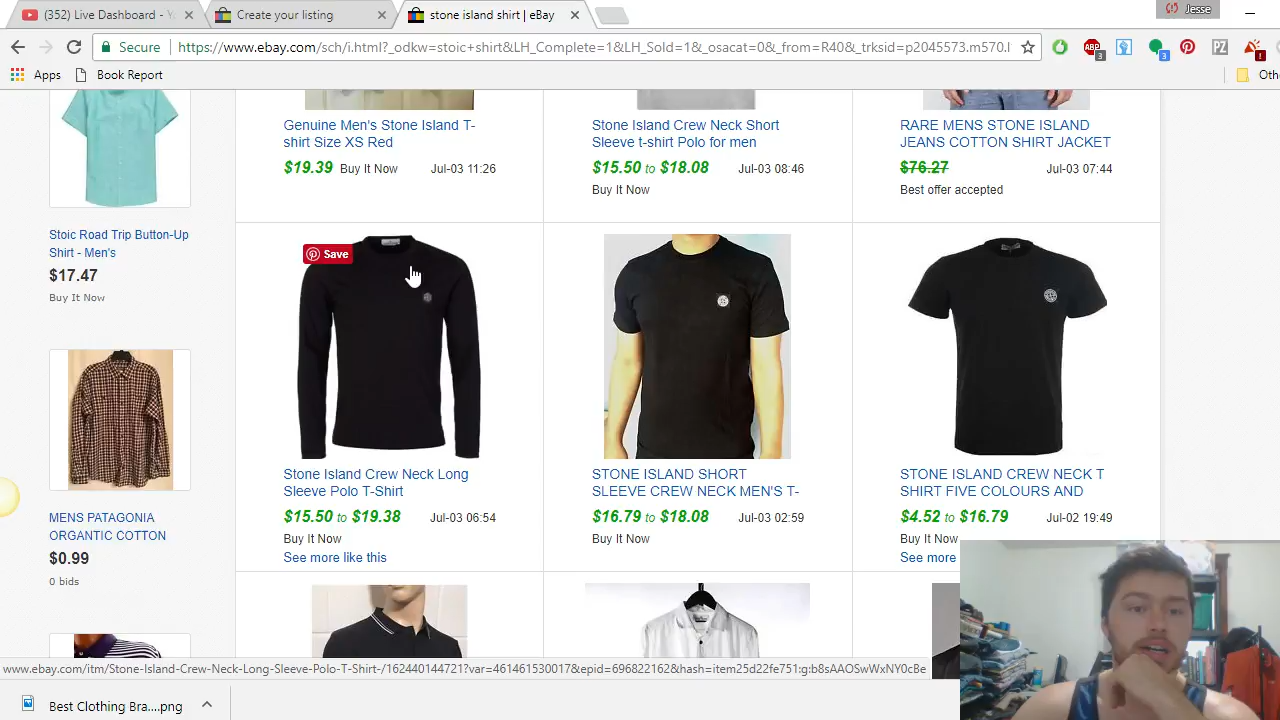 (352) Live Dashboard - Y
Create your listing
stone island shirt | eBay
Jesse
Secure
https://www.ebay.com/sch/i.html?_odkw=stoic+shirt&LH_Complete=1&LH_Sold=1&_osacat=0&_from=R40&_trksid=p2045573.m570.l
ABP
3
3
PZ
Apps
Book Report
Othe
Genuine Men's Stone Island T-
shirt Size XS Red
$19.39 Buy It Now Jul-03 11:26
Stone Island Crew Neck Short
Sleeve t-shirt Polo for men
$15.50 to $18.08 Jul-03 08:46
Buy It Now
RARE MENS STONE ISLAND
JEANS COTTON SHIRT JACKET
$76.27 Jul-03 07:44
Best offer accepted
Stoic Road Trip Button-Up
Shirt - Men's
$17.47
Buy It Now
Save
Stone Island Crew Neck Long
Sleeve Polo T-Shirt
$15.50 to $19.38 Jul-03 06:54
Buy It Now
See more like this
STONE ISLAND SHORT
SLEEVE CREW NECK MEN'S T-
$16.79 to $18.08 Jul-03 02:59
Buy It Now
STONE ISLAND CREW NECK T
SHIRT FIVE COLOURS AND
$4.52 to $16.79 Jul-02 19:49
Buy It Now
See more
MENS PATAGONIA
ORGANTIC COTTON
$0.99
0 bids
www.ebay.com/itm/Stone-Island-Crew-Neck-Long-Sleeve-Polo-T-Shirt-/162440144721?var=461461530017&epid=696822162&hash=item25d22fe751:g:b8sAAOSwWxNY0cBe
Best Clothing Bra....png